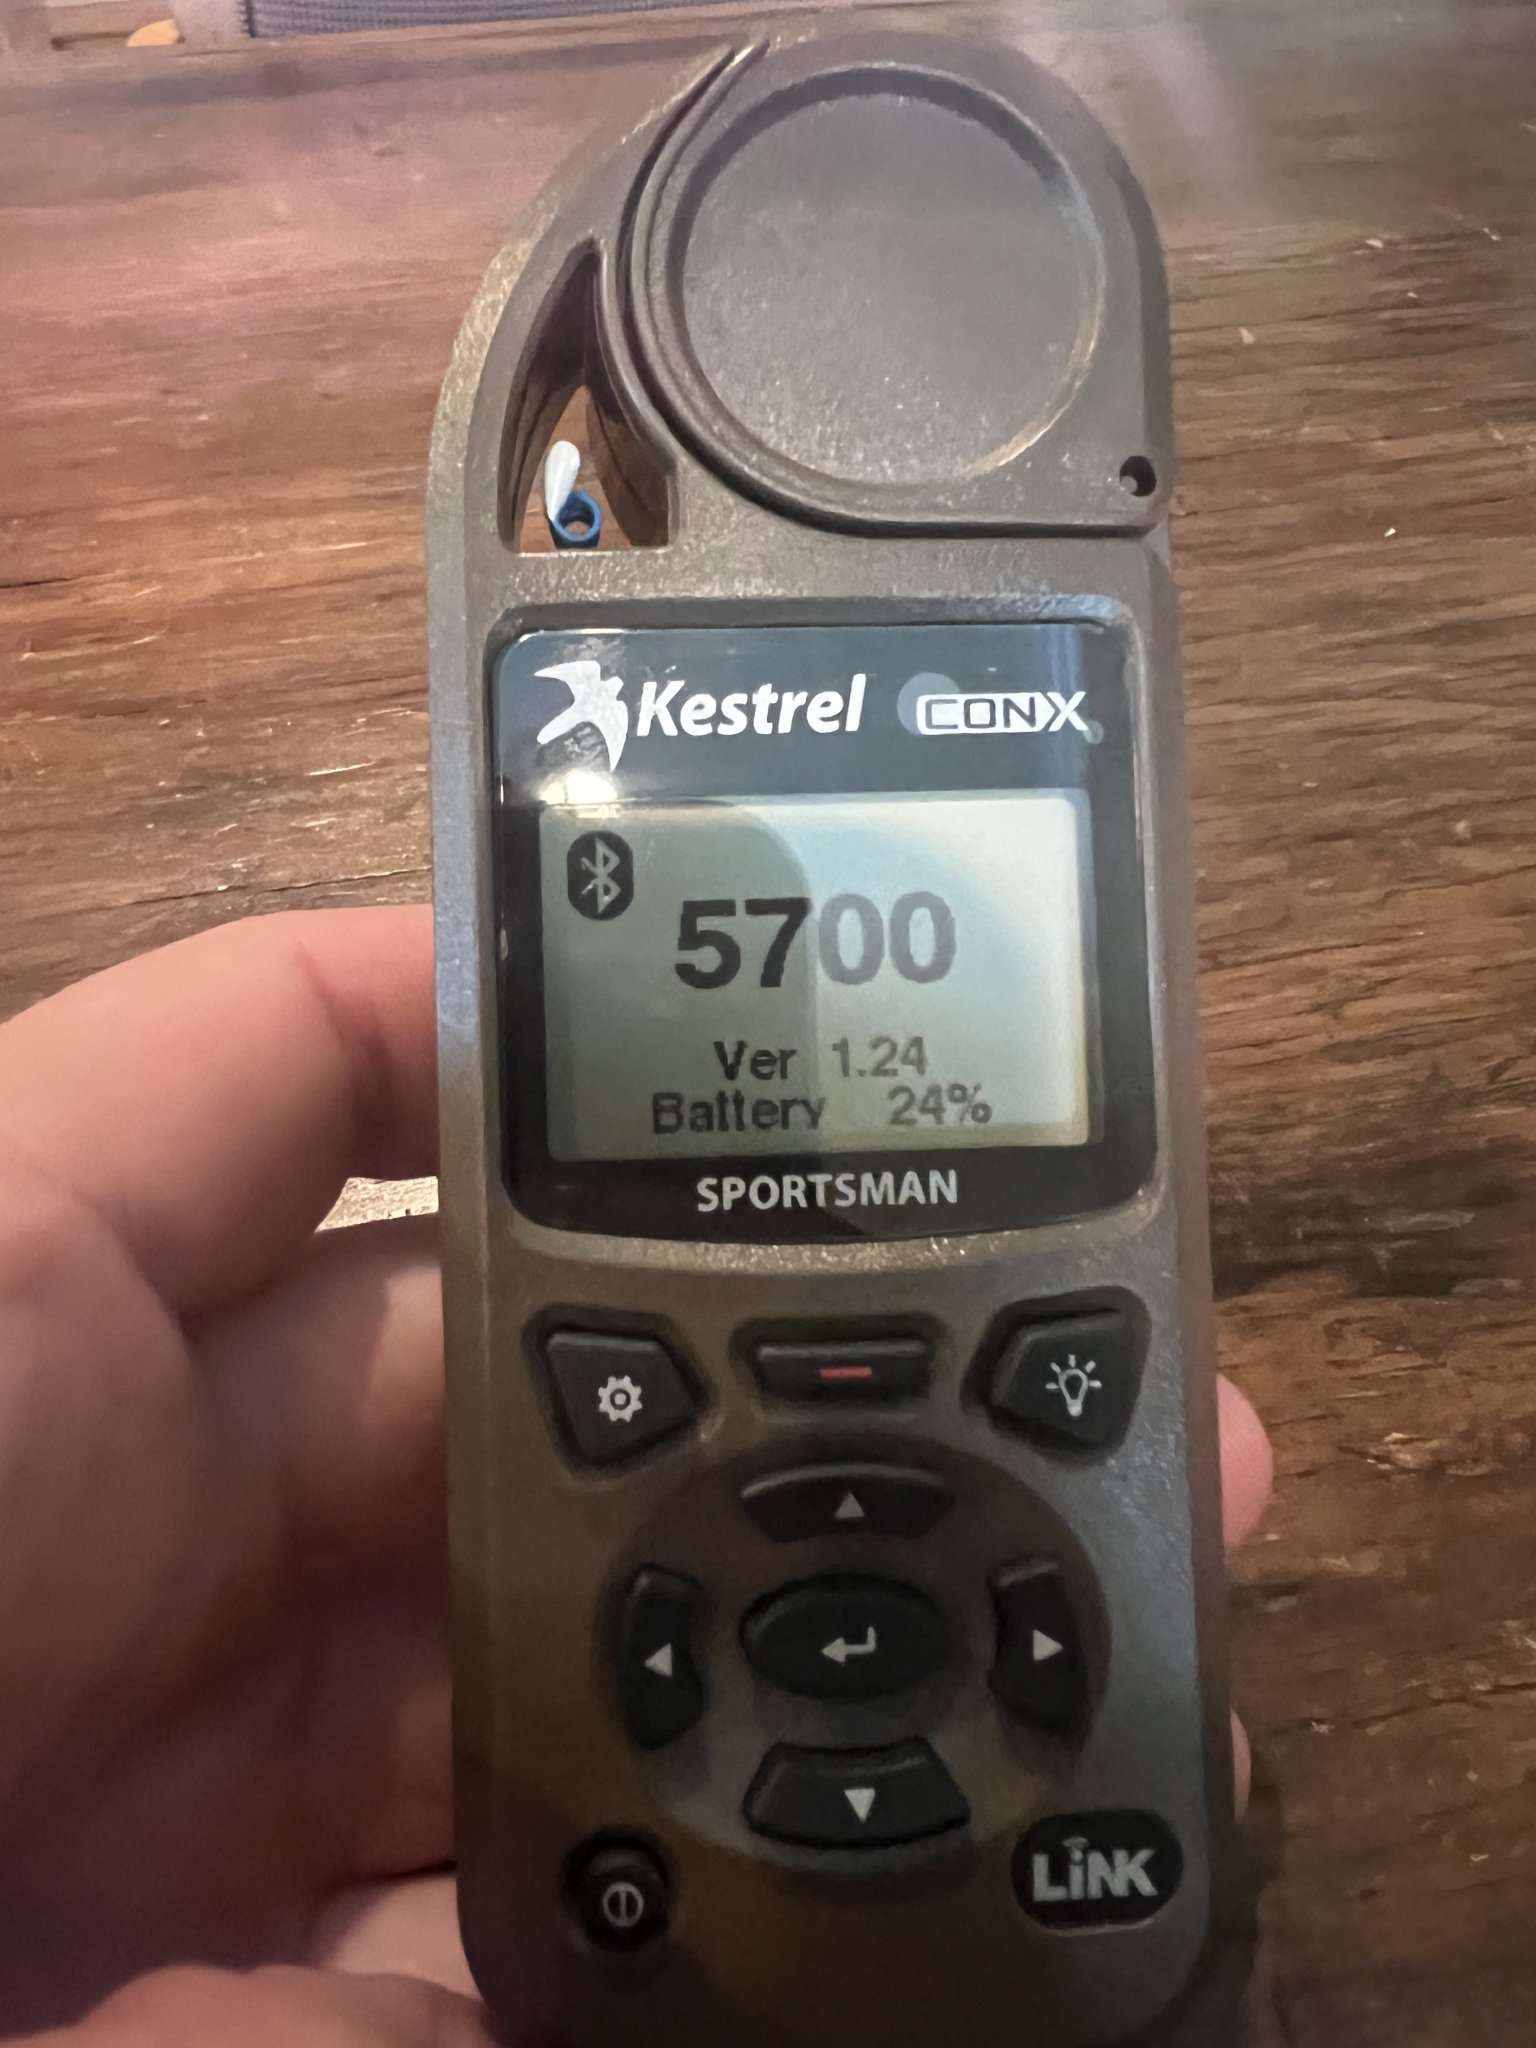 Kestrel CONX
5700
Ver 1.24
Battery 24%
SPORTSMAN
LiNK